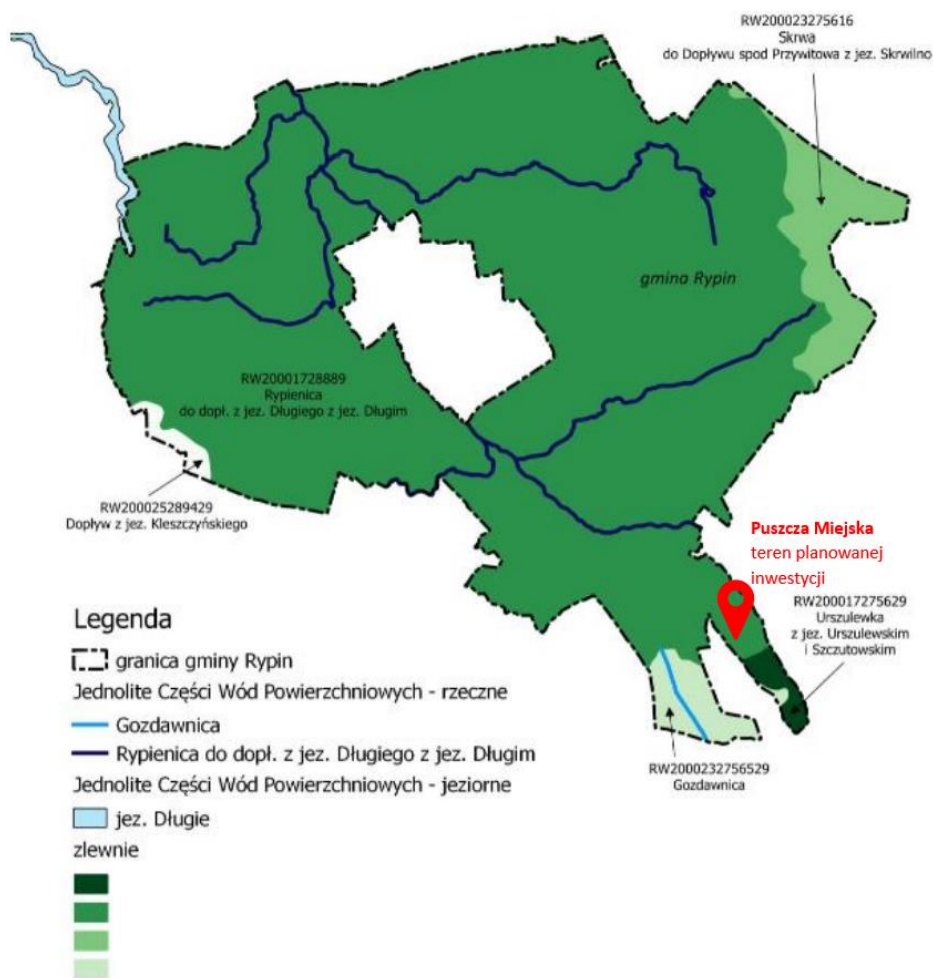 RW200023275616
Skrwa
do Dopływu spod Przywitowa z jez. Skrwilno
gmina Rypin
RW20001728889
Rypienica
do dopł. z jez. Długiego z jez. Długim
RW200025289429
Dopływ z jez. Kleszczyńskiego
Puszcza Miejska
teren planowanej
inwestycji
RW200017275629
Urszulewka
z jez. Urszulewskim
i Szczutowskim
RW2000232756529
Gozdawnica
Legenda
granica gminy Rypin
Jednolite Części Wód Powierzchniowych - rzeczne
Gozdawnica
Rypienica do dopł. z jez. Długiego z jez. Długim
Jednolite Części Wód Powierzchniowych - jeziorne
jez. Długie
zlewnie